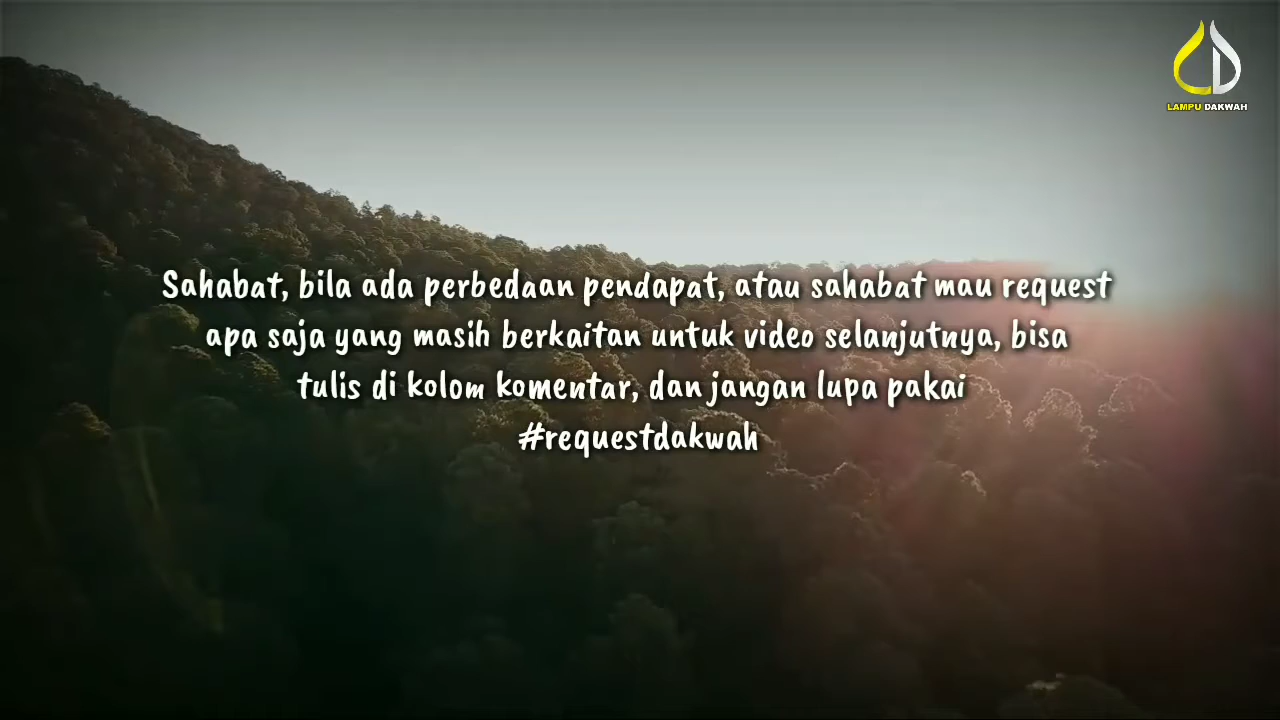 LAMPU DAKWAH
Sahabat, bila ada perbedaan pendapat, atau sahabat mau request
apa saja yang masih berkaitan untuk video selanjutnya, bisa
tulis di kolom komentar, dan jangan lupa pakai
#requestdakwah